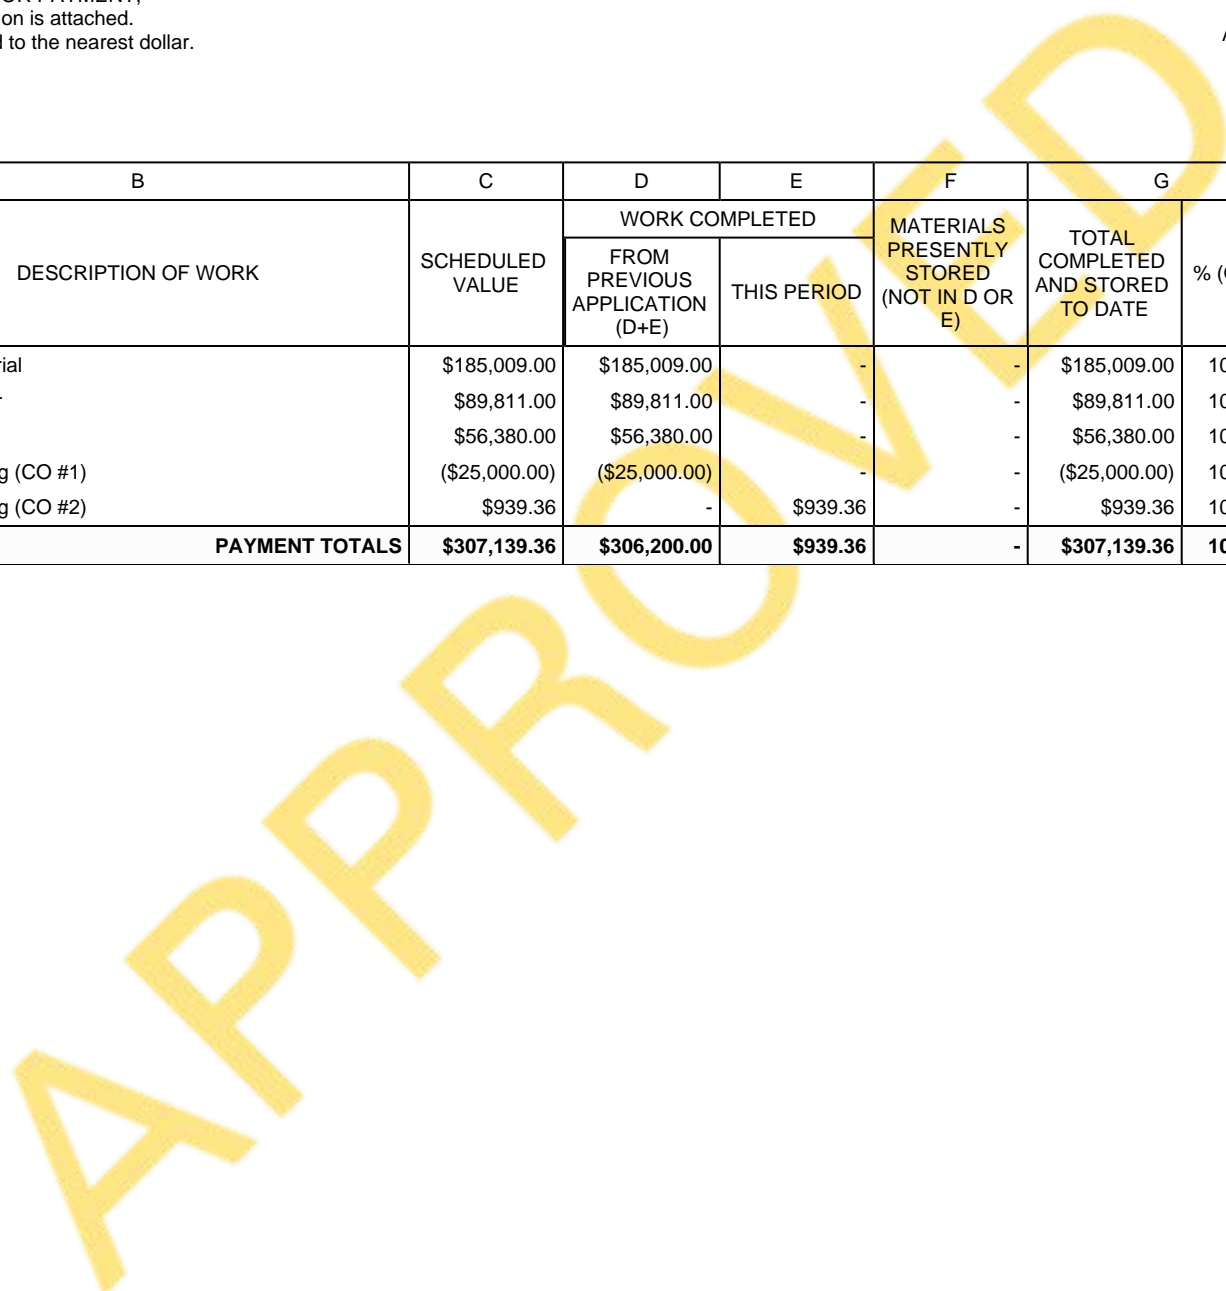 on is attached.
to the nearest dollar.
B C D E F G
DESCRIPTION OF WORK
SCHEDULED
VALUE
WORK COMPLETED
FROM
PREVIOUS
APPLICATION
(D+E)
THIS PERIOD
MATERIALS
PRESENTLY
STORED
(NOT IN D OR
E)
TOTAL
COMPLETED
AND STORED
TO DATE
% (
$185,009.00 $185,009.00 - - $185,009.00
$89,811.00 $89,811.00 - - $89,811.00
$56,380.00 $56,380.00 - - $56,380.00
g (CO #1) ($25,000.00) ($25,000.00) - - ($25,000.00)
g (CO #2) $939.36 - $939.36 - $939.36
PAYMENT TOTALS $307,139.36 $306,200.00 $939.36 - $307,139.36
APPROVED